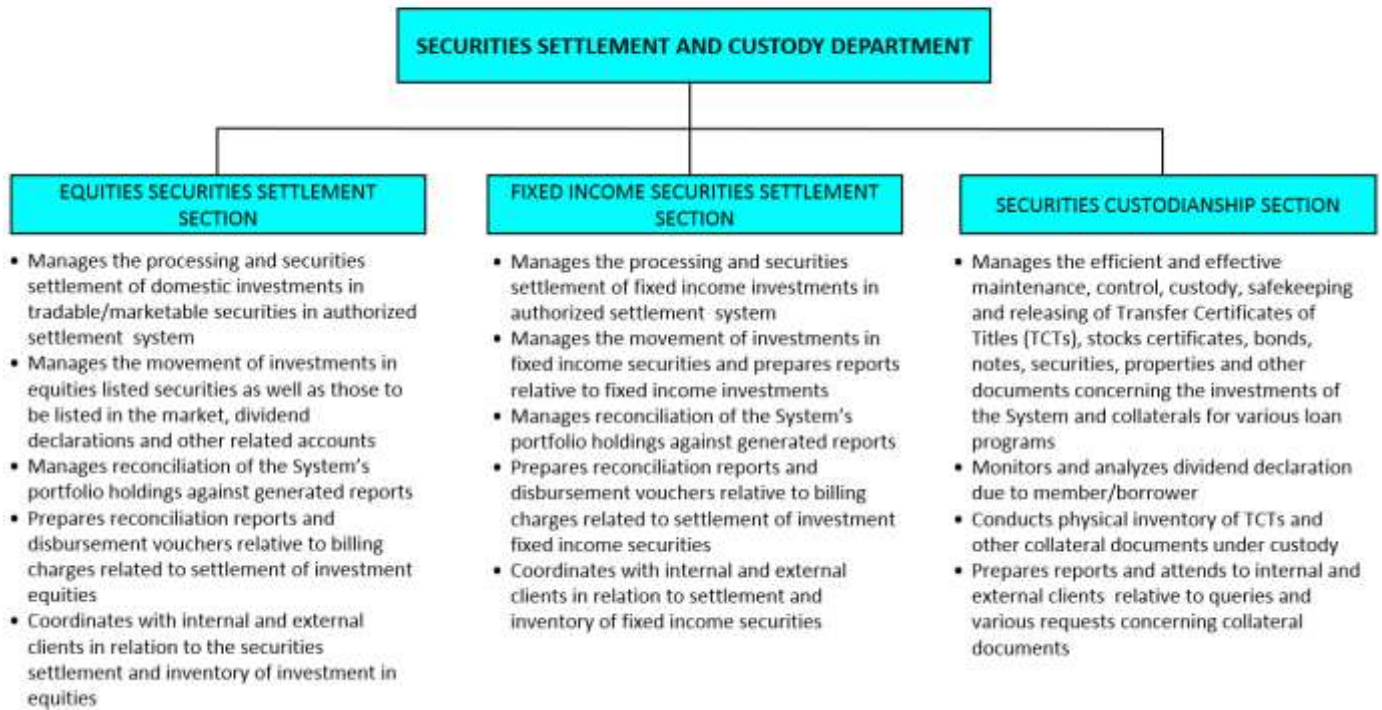 SECURITIES SETTLEMENT AND CUSTODY DEPARTMENT
EQUITIES SECURITIES SETTLEMENT
SECTION
• Manages the processing and securities
settlement of domestic investments in
tradable/marketable securities in authorized
settlement system
• Manages the movement of investments in
equities listed securities as well as those to
be listed in the market, dividend
declarations and other related accounts
• Manages reconciliation of the System's
portfolio holdings against generated reports
• Prepares reconciliation reports and
disbursement vouchers relative to billing
charges related to settlement of investment
equities
• Coordinates with internal and external
clients in relation to the securities
settlement and inventory of investment in
equities
FIXED INCOME SECURITIES SETTLEMENT
SECTION
• Manages the processing and securities
settlement of fixed income investments in
authorized settlement system
• Manages the movement of investments in
fixed income securities and prepares reports
relative to fixed income investments
• Manages reconciliation of the System's
portfolio holdings against generated reports
• Prepares reconciliation reports and
disbursement vouchers relative to billing
charges related to settlement of investment
fixed income securities
• Coordinates with internal and external
clients in relation to settlement and
inventory of fixed income securities
SECURITIES CUSTODIANSHIP SECTION
• Manages the efficient and effective
maintenance, control, custody, safekeeping
and releasing of Transfer Certificates of
Titles (TCTs), stocks certificates, bonds,
notes, securities, properties and other
documents concerning the investments of
the System and collaterals for various loan
programs
• Monitors and analyzes dividend declaration
due to member/borrower
• Conducts physical inventory of TCTs and
other collateral documents under custody
• Prepares reports and attends to internal and
external clients relative to queries and
various requests concerning collateral
documents